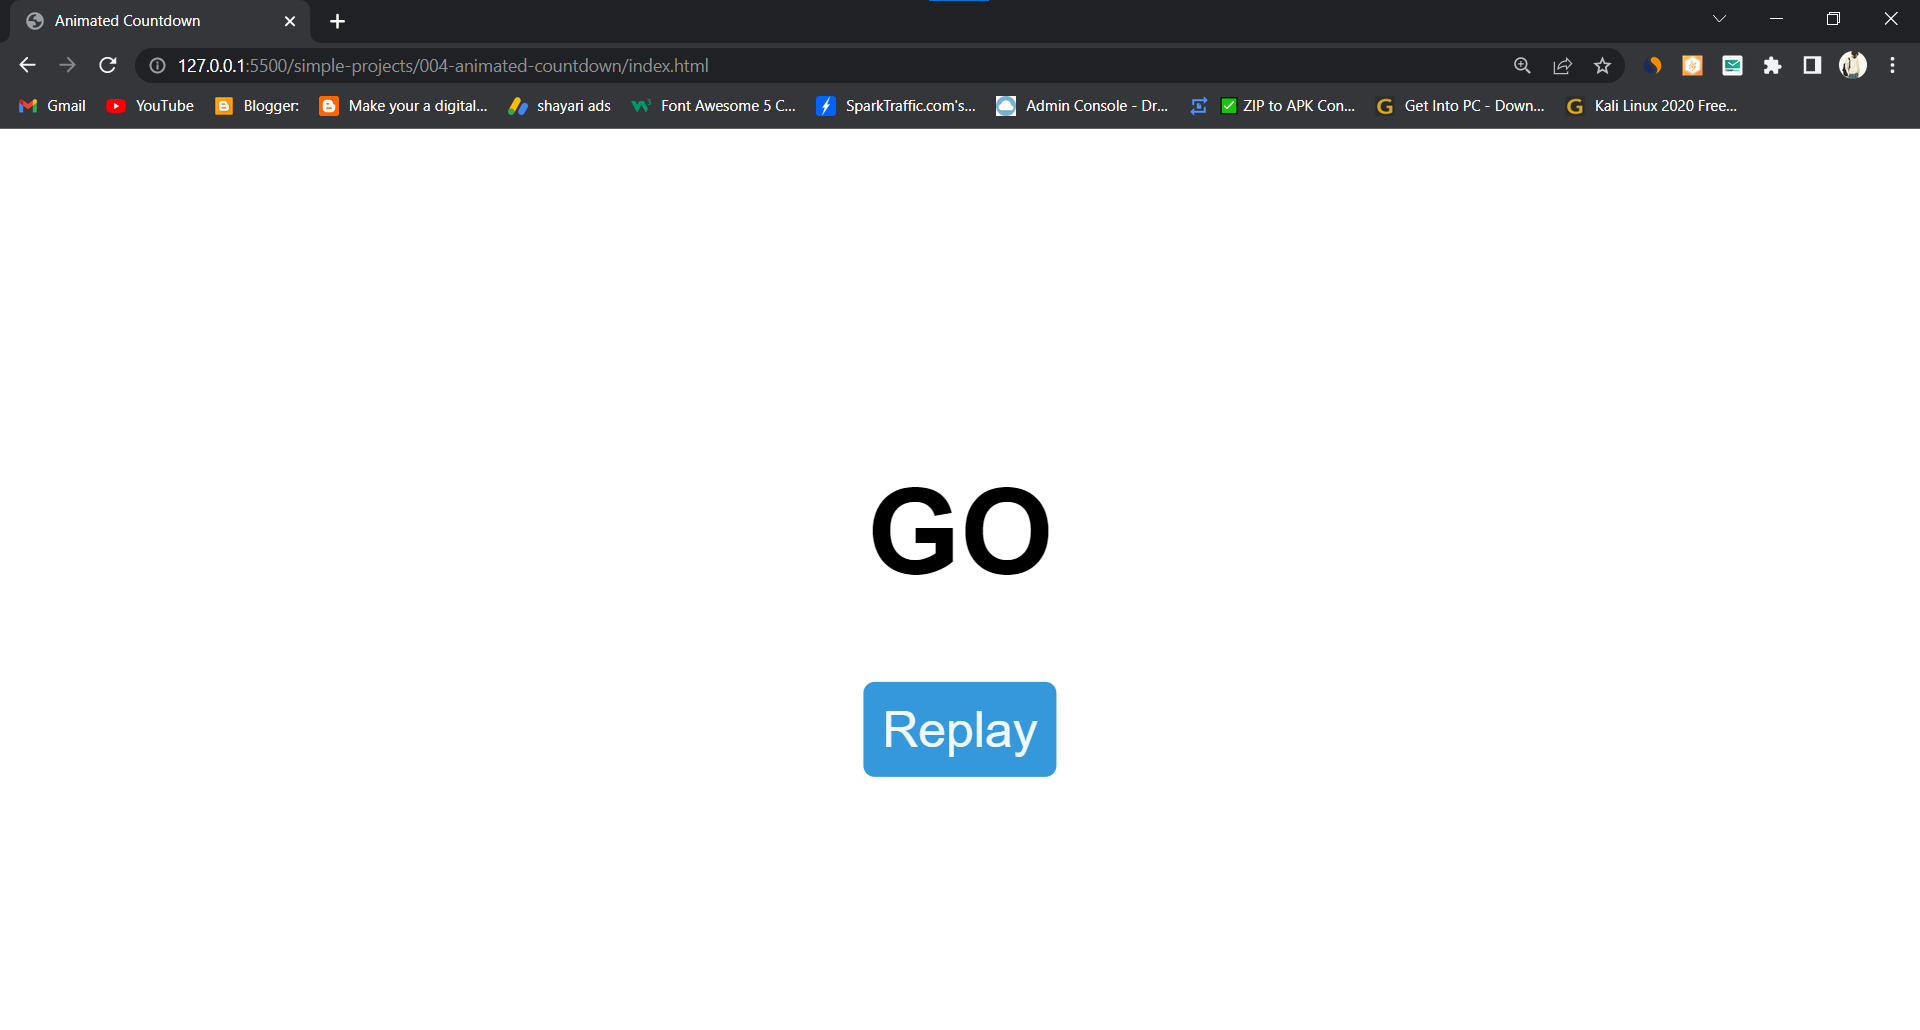 Animated Countdown
127.0.0.1:5500/simple-projects/004-animated-countdown/index.html
Gmail YouTube Blogger: Make your a digital... shayari ads Font Awesome 5 C... SparkTraffic.com's... Admin Console - Dr... ZIP to APK Con... Get Into PC - Down... Kali Linux 2020 Free...
GO
Replay